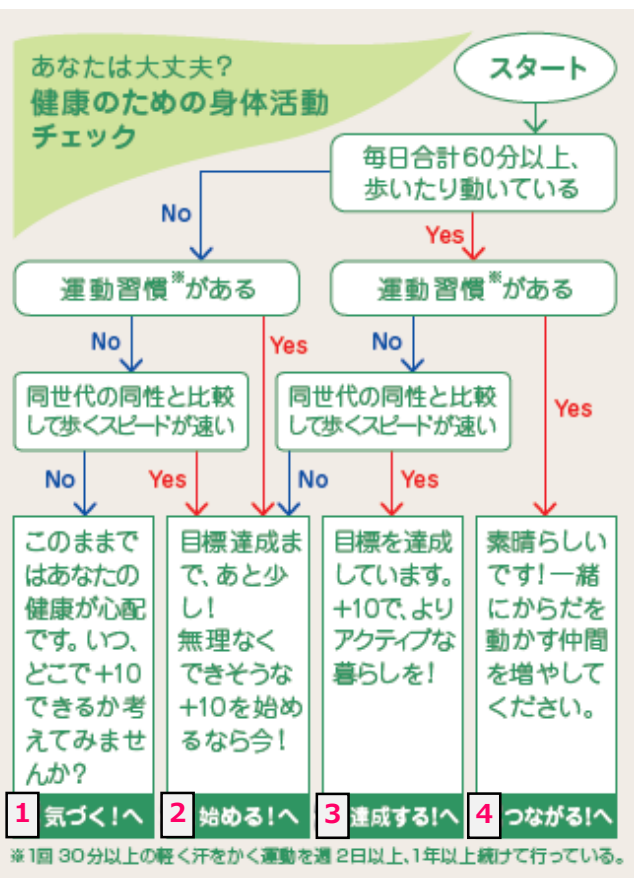 あなたは大丈夫?
健康のための身体活動
チェック
スタート
毎日合計60分以上、
歩いたり動いている
No
Yes
運動習慣※がある
運動習慣※がある
No
Yes
No
Yes
同世代の同性と比較
して歩くスピードが速い
同世代の同性と比較
して歩くスピードが速い
No
Yes
No
Yes
このままで
はあなたの
健康が心配
です。いつ、
どこで+10
できるか考
えてみませ
んか?
1 気づく!へ
目標達成ま
で、あと少
し!
無理なく
できそうな
+10を始め
るなら今!
2 始める!へ
目標を達成
しています。
+10で、より
アクティブな
暮らしを!
3 達成する!へ
素晴らしい
です!一緒
にからだを
動かす仲間
を増やして
ください。
4 つながる!へ
※1回30分以上の軽く汗をかく運動を週2日以上、1年以上続けて行っている。